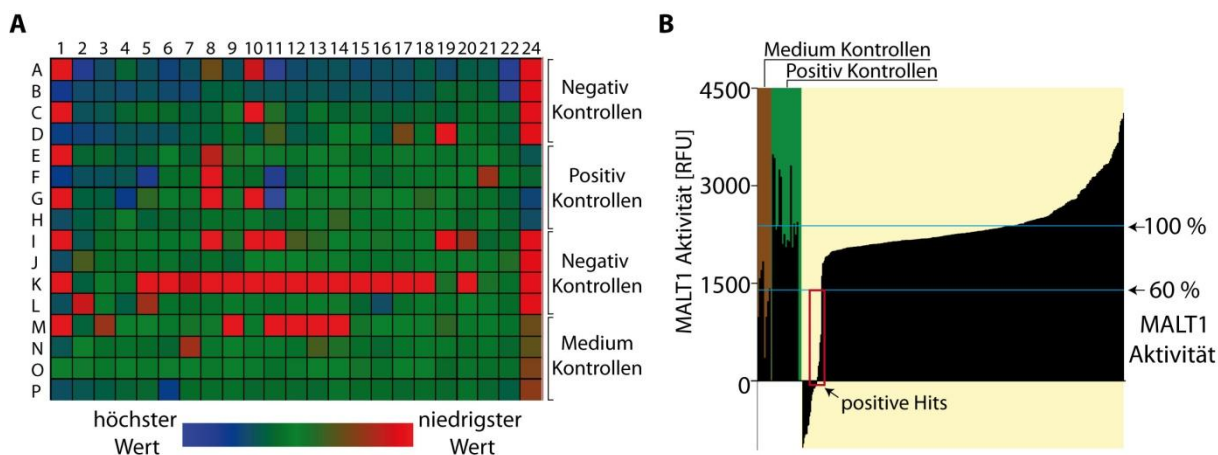 A
1 2 3 4 5 6 7 8 9 10 11 12 13 14 15 16 17 18 19 20 21 22 24
A
B
C
D
E
F
G
H
I
J
K
L
M
N
O
P
Negativ
Kontrollen
Positiv
Kontrollen
Negativ
Kontrollen
Medium
Kontrollen
höchster
Wert
niedrigster
Wert
B
Medium Kontrollen
Positiv Kontrollen
MALT1 Aktivität [RFU]
4500
3000
1500
0
100 %
60 %
MALT1
Aktivität
positive Hits